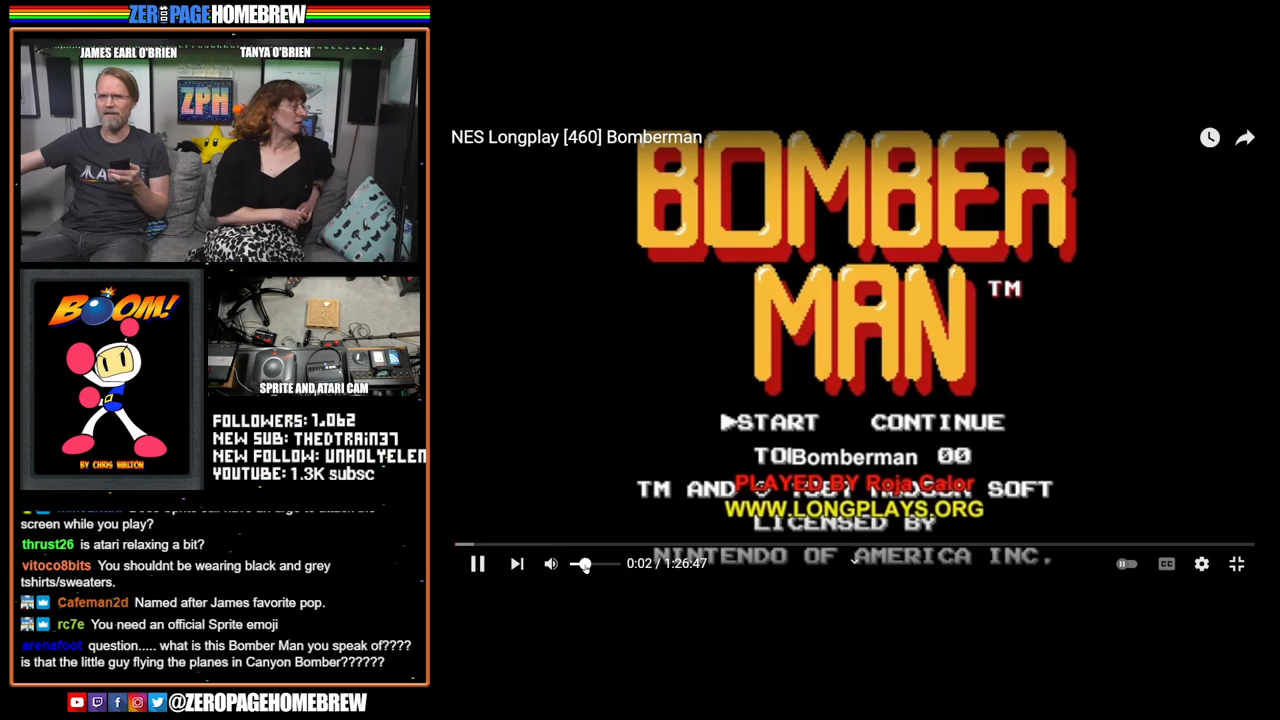 ZEROPAGE HOMEBREW
JAMES EARL O'BRIEN
TANYA O'BRIEN
ZPH
BOOM!
BY CHRIS WALTON
SPRITE AND ATARI CAM
FOLLOWERS: 1,062
NEW SUB: THEDTRAIN37
NEW FOLLOW: UNHOLYELEN
YOUTUBE: 1.3K subsc
screen while you play?
thrust26 is atari relaxing a bit?
vitoco8bits You shouldnt be wearing black and grey
tshirts/sweaters.
Cafeman2d Named after James favorite pop.
rc7e You need an official Sprite emoji
arenafoot question..... what is this Bomber Man you speak of????
is that the little guy flying the planes in Canyon Bomber??????
@ZEROPAGEHOMEBREW
NES Longplay [460] Bomberman
BOMBER
MAN™
START CONTINUE
Bomberman 00
TM AND SOFT
PLAYED BY Roja Calor
WWW.LONGPLAYS.ORG
LICENSED BY
NINTENDO OF AMERICA INC.
0:02 / 1:26:47
CC